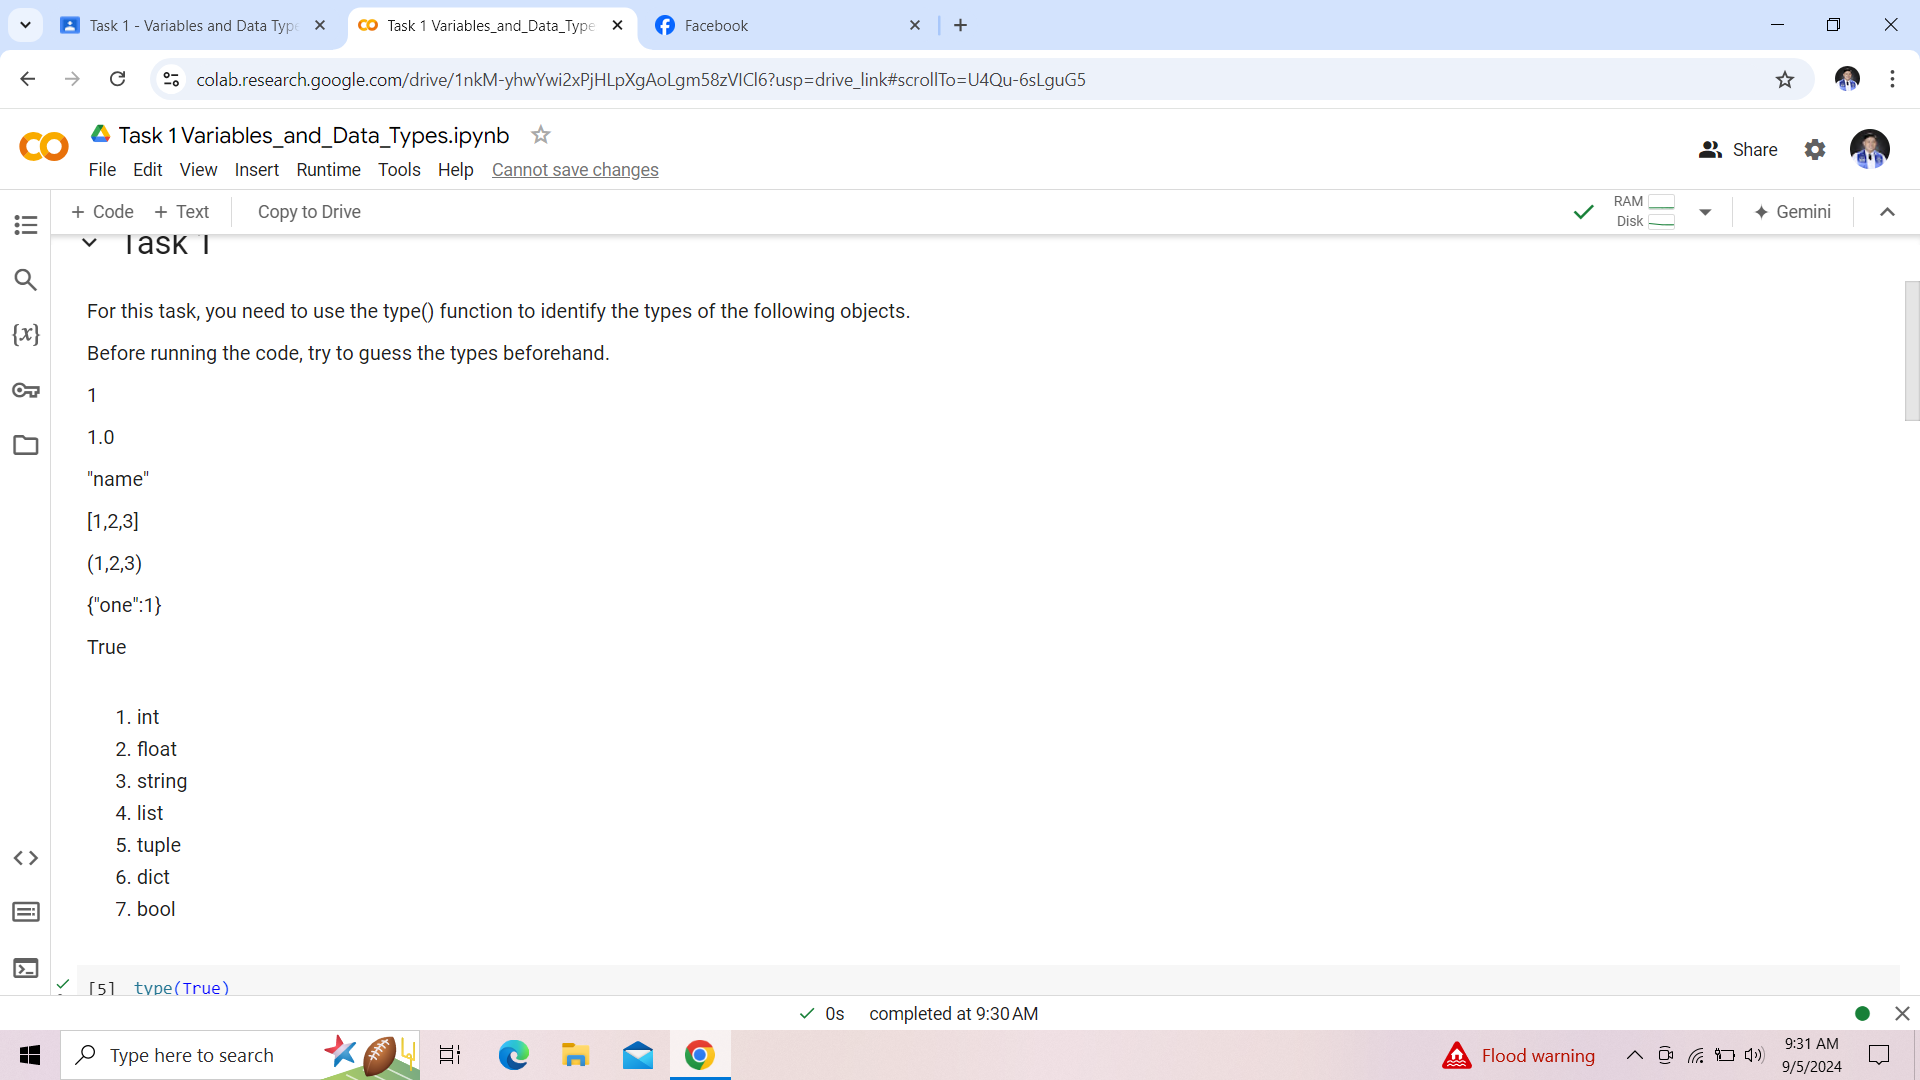 Task 1 - Variables and Data Type
Task 1 Variables_and_Data_Type
Facebook
colab.research.google.com/drive/1nkM-yhwYwi2xPjHLpXgAoLgm58zVICl6?usp=drive_link#scrollTo=U4Qu-6sLguG5
Task 1 Variables_and_Data_Types.ipynb
Share
File Edit View Insert Runtime Tools Help Cannot save changes
+ Code + Text Copy to Drive
RAM
Disk
Gemini
Task 1
For this task, you need to use the type() function to identify the types of the following objects.
Before running the code, try to guess the types beforehand.
1
1.0
"name"
[1,2,3]
(1,2,3)
{"one":1}
True
1. int
2. float
3. string
4. list
5. tuple
6. dict
7. bool
[5] type(True)
0s completed at 9:30 AM
Type here to search
Flood warning
9:31 AM
9/5/2024